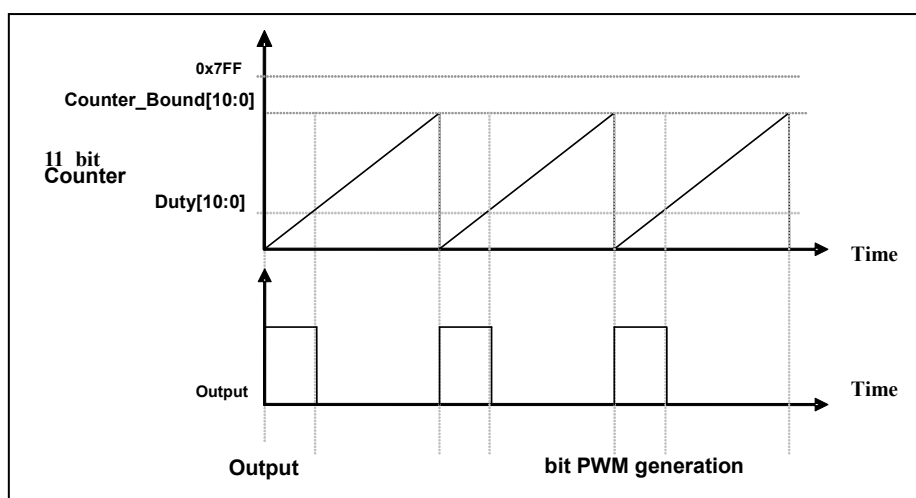 0x7FF
Counter_Bound[10:0]
11 bit
Counter
Duty[10:0]
Time
Output
Time
Output bit PWM generation